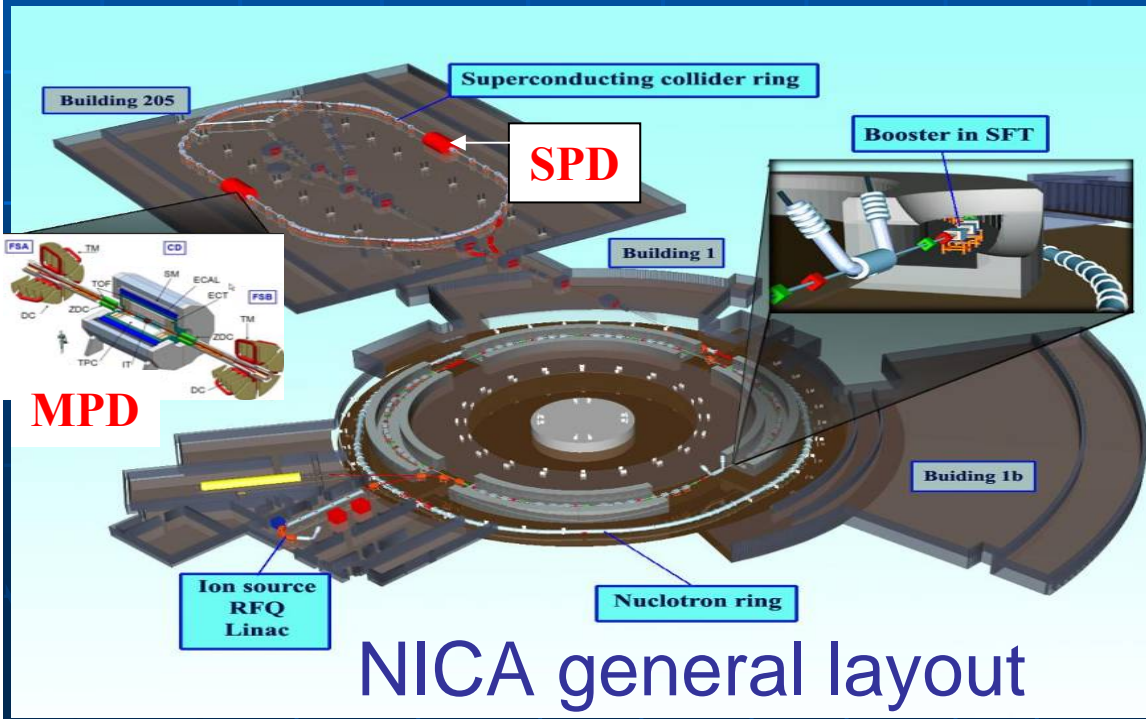 Superconducting collider ring
Building 205
SPD
Booster in SFT
Building 1
FSA
TM
CD
SM
TOF
ECAL
ECT
FSB
DC
ZDC
TM
ZDC
TPC
IT
DC
MPD
Buiding 1b
Ion source
RFQ
Linac
Nuclotron ring
NICA general layout